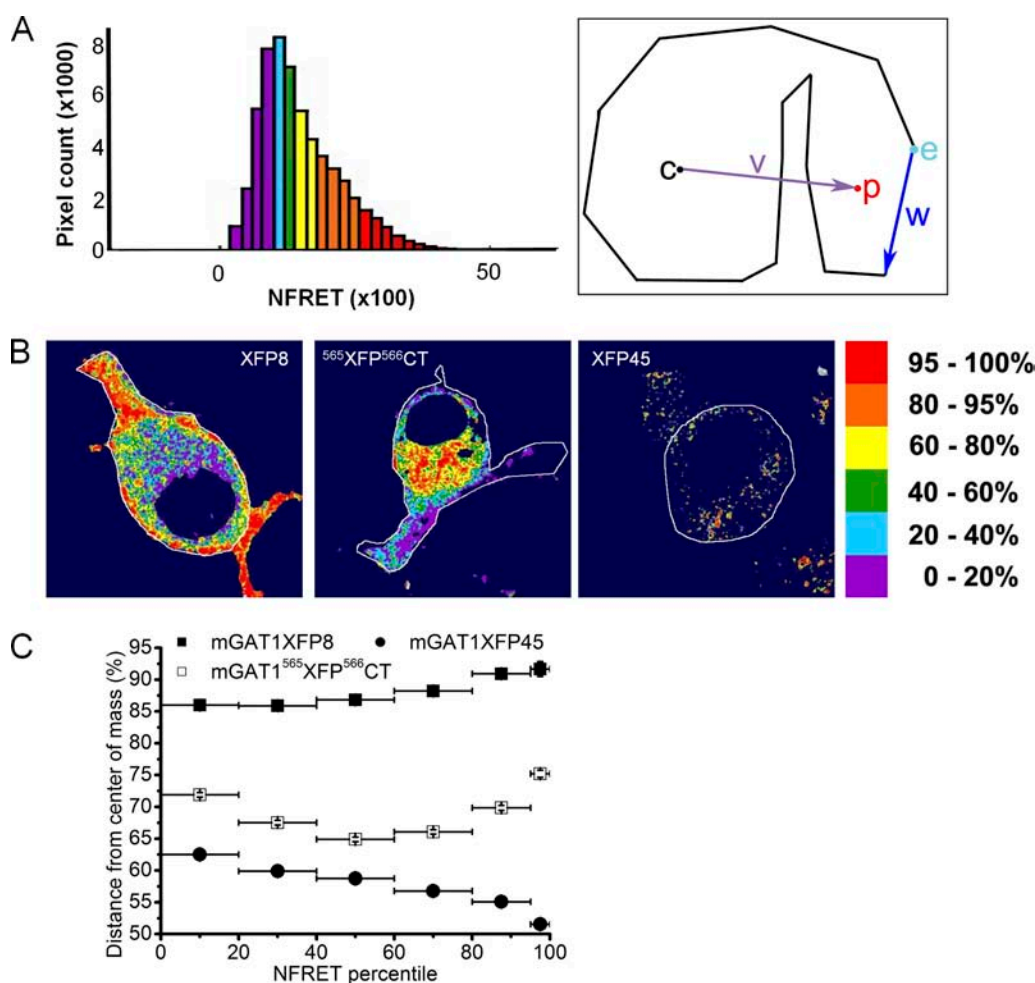 A
Pixel count (x1000)
8
6
4
2
0
0
50
NFRET (x100)
c
v
p
e
w
B
XFP8
⁵⁶⁵XFP⁵⁶⁶CT
XFP45
95 - 100%
80 - 95%
60 - 80%
40 - 60%
20 - 40%
0 - 20%
C
mGAT1XFP8
mGAT1XFP45
mGAT1⁵⁶⁵XFP⁵⁶⁶CT
Distance from center of mass (%)
95
90
85
80
75
70
65
60
55
50
0
20
40
60
80
100
NFRET percentile